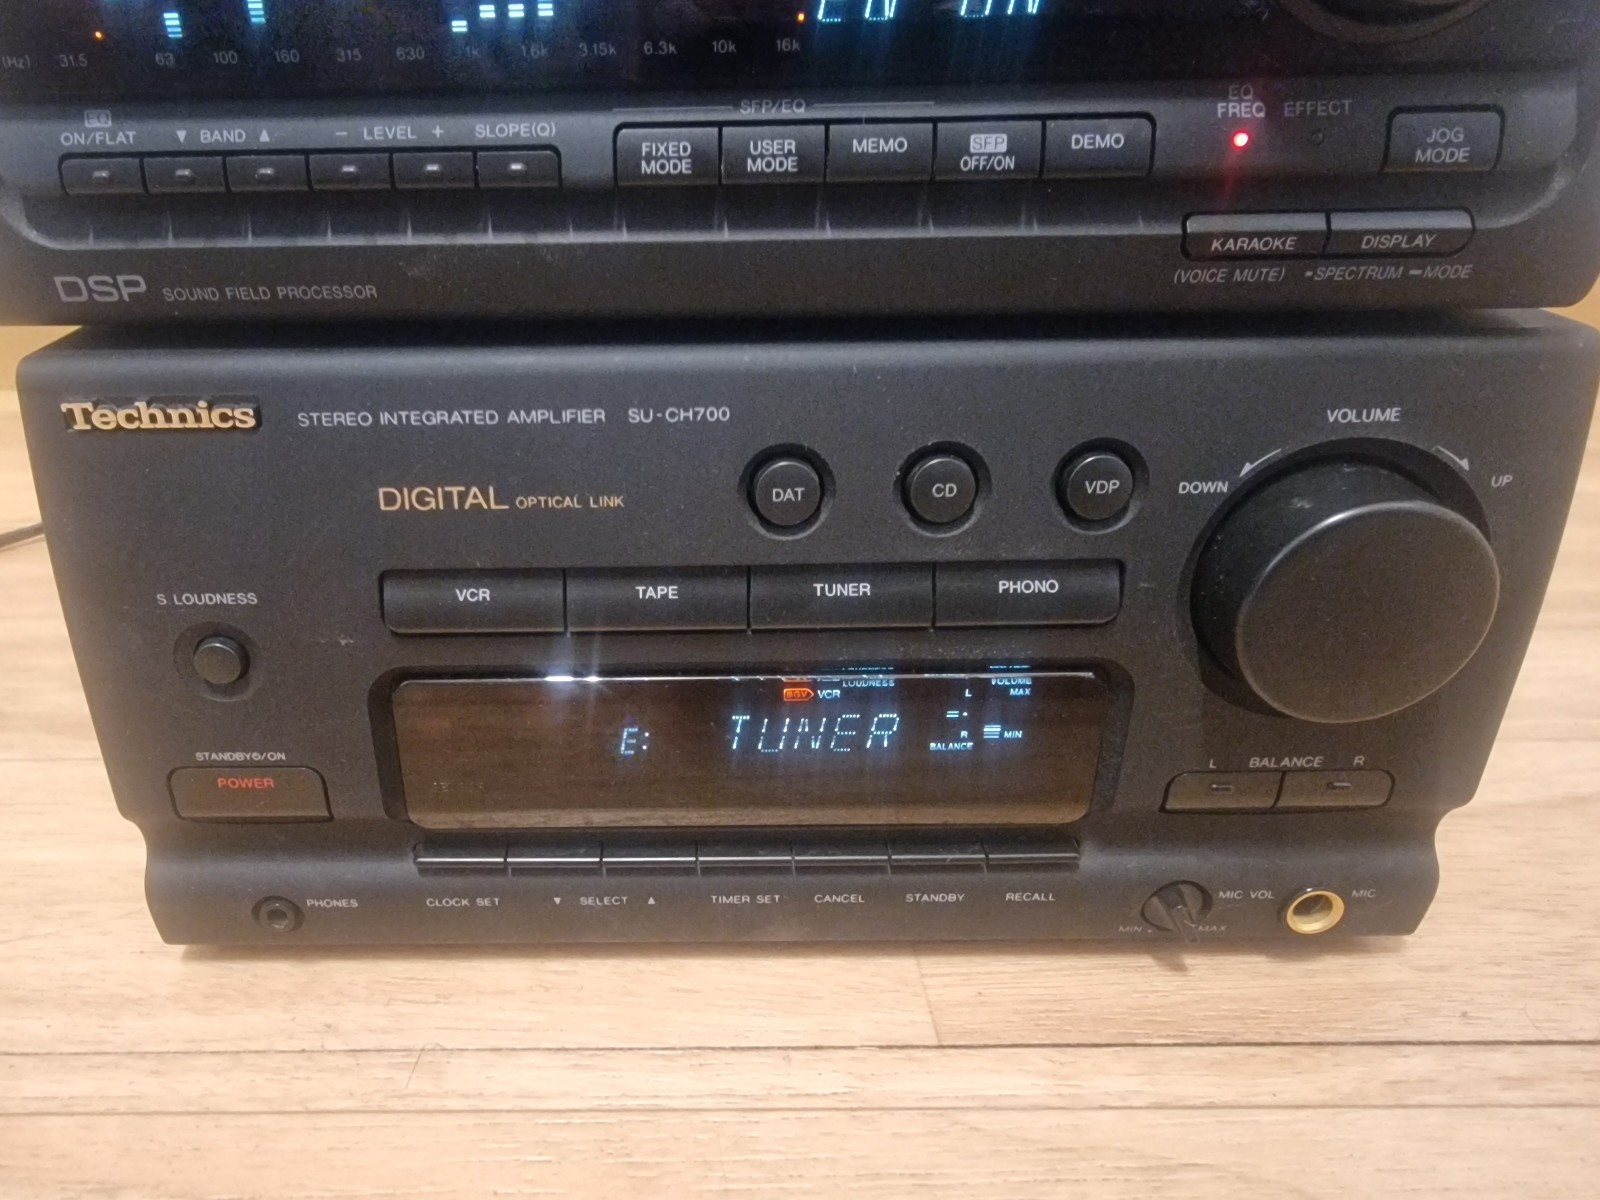 (Hz) 31.5 63 100 160 315 630 1k 1.6k 3.15k 6.3k 10k 16k
SFP/EQ
EQ
FREQ EFFECT
EQ
ON/FLAT ▼ BAND ▲ − LEVEL + SLOPE(Q)
FIXED MODE
USER MODE
MEMO
SFP OFF/ON
DEMO
JOG MODE
KARAOKE DISPLAY
(VOICE MUTE) SPECTRUM MODE
DSP SOUND FIELD PROCESSOR
Technics STEREO INTEGRATED AMPLIFIER SU-CH700
VOLUME
DOWN UP
DIGITAL OPTICAL LINK
DAT CD VDP
VCR TAPE TUNER PHONO
S. LOUDNESS
LOUDNESS
VOLUME
BGV VCR L MAX
E: TUNER
R MIN
BALANCE
STANDBY⏻/ON
POWER
L BALANCE R
PHONES CLOCK SET ▼ SELECT ▲ TIMER SET CANCEL STANDBY RECALL
MIC VOL MIC
MIN MAX